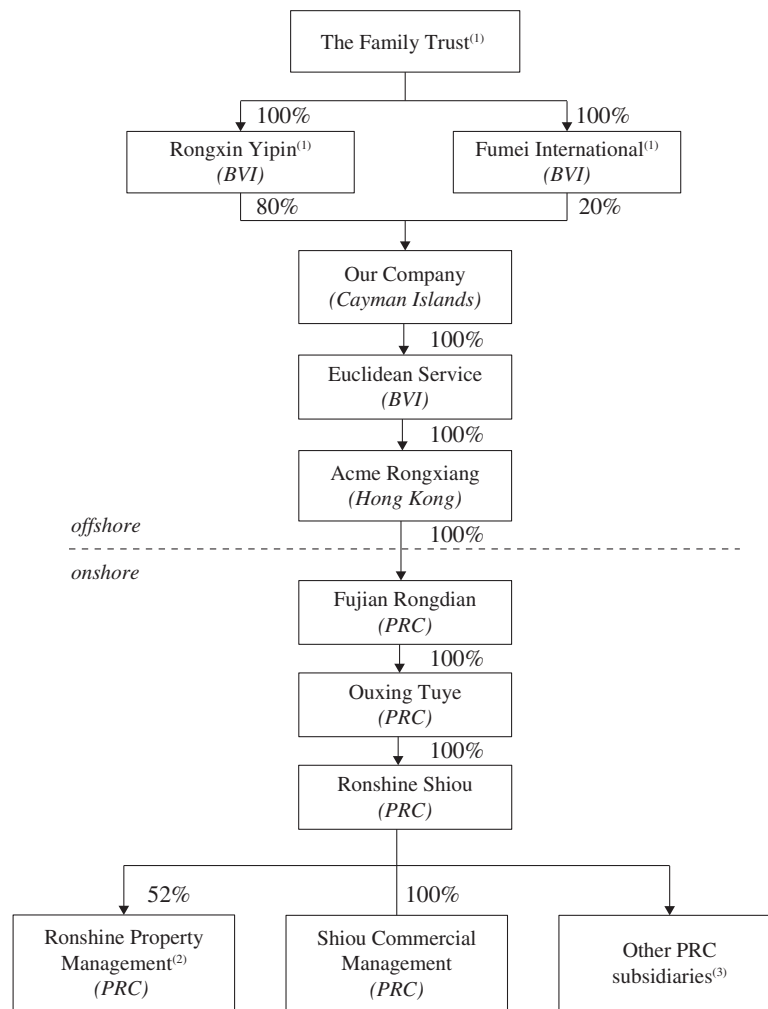 The Family Trust(1)
100%
100%
Rongxin Yipin(1)
(BVI)
Fumei International(1)
(BVI)
80%
20%
Our Company
(Cayman Islands)
100%
Euclidean Service
(BVI)
100%
Acme Rongxiang
(Hong Kong)
offshore
100%
onshore
Fujian Rongdian
(PRC)
100%
Ouxing Tuye
(PRC)
100%
Ronshine Shiou
(PRC)
52%
100%
Ronshine Property
Management(2)
(PRC)
Shiou Commercial
Management
(PRC)
Other PRC
subsidiaries(3)